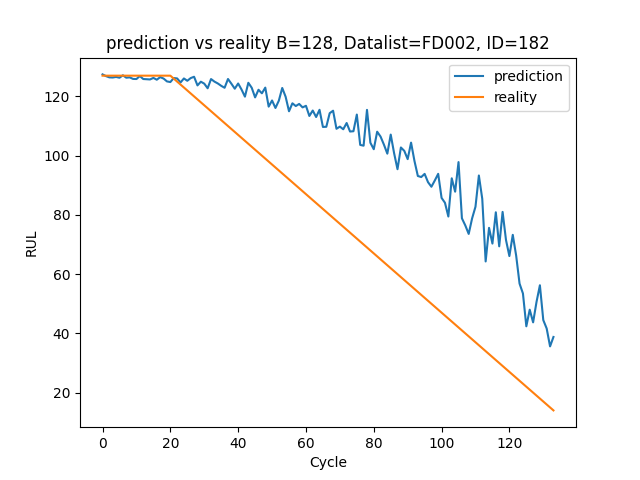 prediction vs reality B=128, Datalist=FD002, ID=182
prediction
reality
120
100
80
60
40
20
RUL
0 20 40 60 80 100 120
Cycle